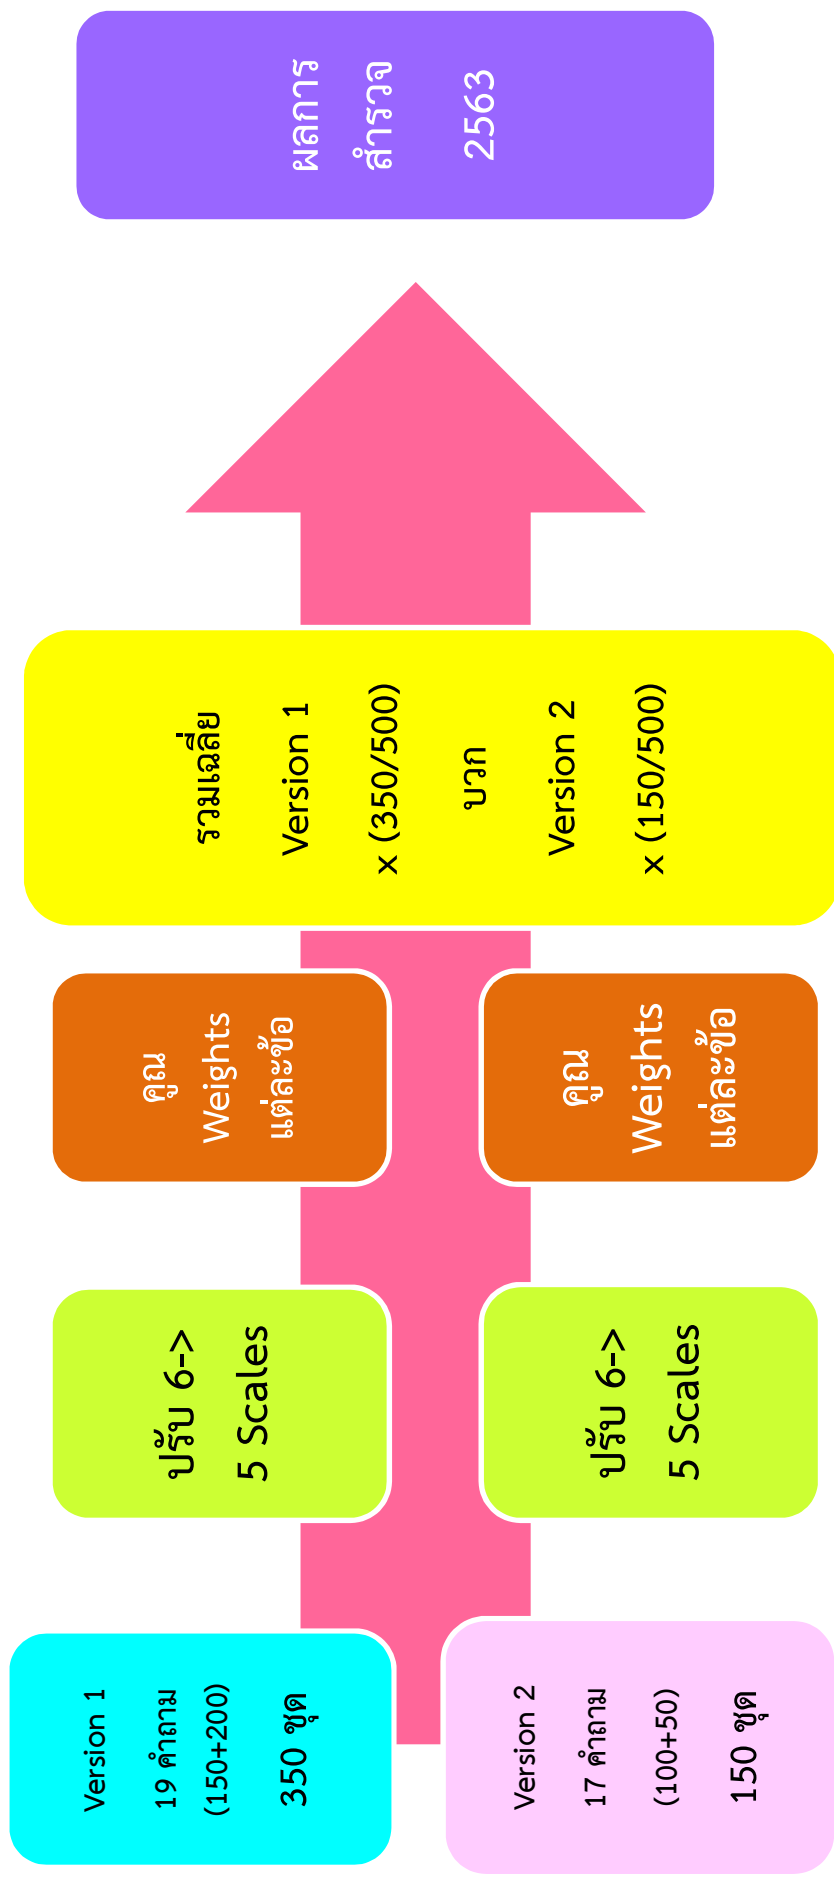 Version 1
19 คำถาม
(150+200)
350 ชุด
Version 2
17 คำถาม
(100+50)
150 ชุด
ปรับ 6->
5 Scales
ปรับ 6->
5 Scales
คูณ
Weights
แต่ละข้อ
คูณ
Weights
แต่ละข้อ
รวมเฉลี่ย
Version 1
x (350/500)
บวก
Version 2
x (150/500)
ผลการ
สำรวจ
2563